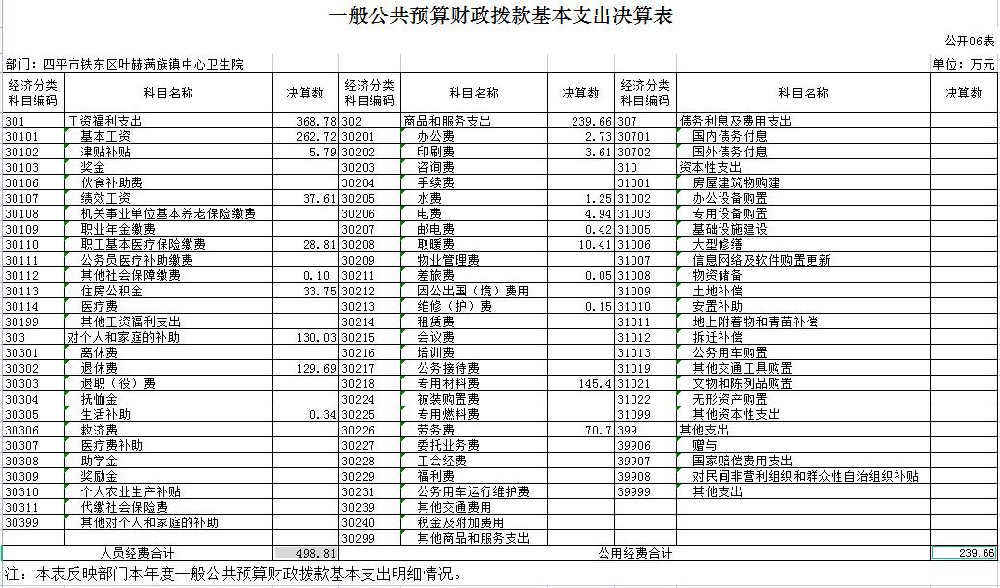 一般公共预算财政拨款基本支出决算表
公开06表
部门：四平市铁东区叶赫满族镇中心卫生院 单位：万元
经济分类科目编码 科目名称 决算数 经济分类科目编码 科目名称 决算数 经济分类科目编码 科目名称 决算数
301 工资福利支出 368.78 302 商品和服务支出 239.66 307 债务利息及费用支出
30101 基本工资 262.72 30201 办公费 2.73 30701 国内债务付息
30102 津贴补贴 5.79 30202 印刷费 3.61 30702 国外债务付息
30103 奖金 30203 咨询费 310 资本性支出
30106 伙食补助费 30204 手续费 31001 房屋建筑物购建
30107 绩效工资 37.61 30205 水费 1.25 31002 办公设备购置
30108 机关事业单位基本养老保险缴费 30206 电费 4.94 31003 专用设备购置
30109 职业年金缴费 30207 邮电费 0.42 31005 基础设施建设
30110 职工基本医疗保险缴费 28.81 30208 取暖费 10.41 31006 大型修缮
30111 公务员医疗补助缴费 30209 物业管理费 31007 信息网络及软件购置更新
30112 其他社会保障缴费 0.10 30211 差旅费 0.05 31008 物资储备
30113 住房公积金 33.75 30212 因公出国（境）费用 31009 土地补偿
30114 医疗费 30213 维修（护）费 0.15 31010 安置补助
30199 其他工资福利支出 30214 租赁费 31011 地上附着物和青苗补偿
303 对个人和家庭的补助 130.03 30215 会议费 31012 拆迁补偿
30301 离休费 30216 培训费 31013 公务用车购置
30302 退休费 129.69 30217 公务接待费 31019 其他交通工具购置
30303 退职（役）费 30218 专用材料费 145.4 31021 文物和陈列品购置
30304 抚恤金 30224 被装购置费 31022 无形资产购置
30305 生活补助 0.34 30225 专用燃料费 31099 其他资本性支出
30306 救济费 30226 劳务费 70.7 399 其他支出
30307 医疗费补助 30227 委托业务费 39906 赠与
30308 助学金 30228 工会经费 39907 国家赔偿费用支出
30309 奖励金 30229 福利费 39908 对民间非营利组织和群众性自治组织补贴
30310 个人农业生产补贴 30231 公务用车运行维护费 39999 其他支出
30311 代缴社会保险费 30239 其他交通费用
30399 其他对个人和家庭的补助 30240 税金及附加费用
30299 其他商品和服务支出
人员经费合计 498.81 公用经费合计 239.66
注：本表反映部门本年度一般公共预算财政拨款基本支出明细情况。